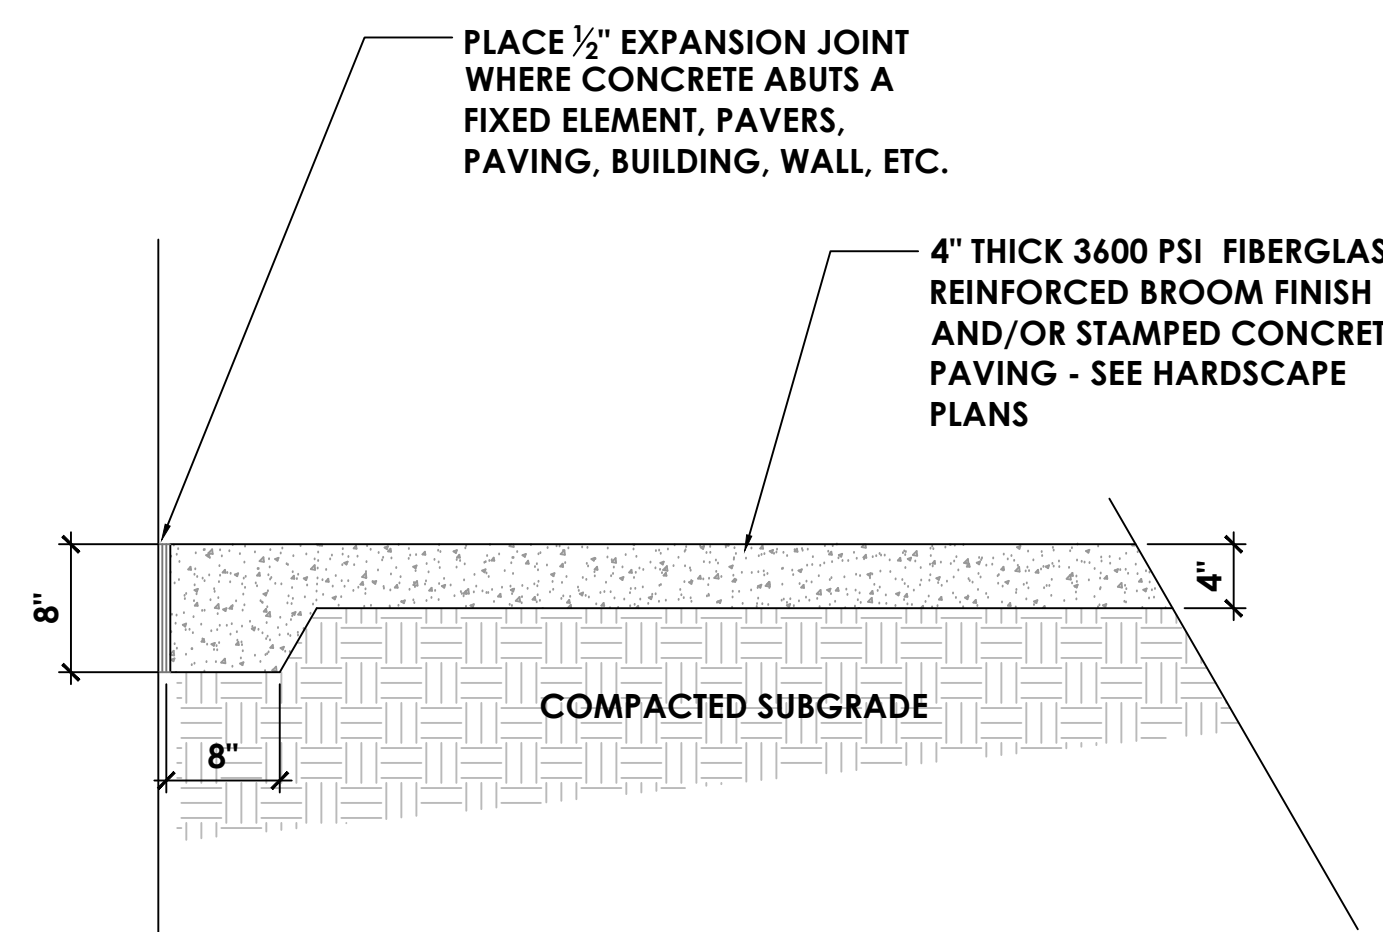 PLACE ½" EXPANSION JOINT
WHERE CONCRETE ABUTS A
FIXED ELEMENT, PAVERS,
PAVING, BUILDING, WALL, ETC.
4" THICK 3600 PSI FIBERGLAS
REINFORCED BROOM FINISH
AND/OR STAMPED CONCRET
PAVING - SEE HARDSCAPE
PLANS
8"
4"
COMPACTED SUBGRADE
8"